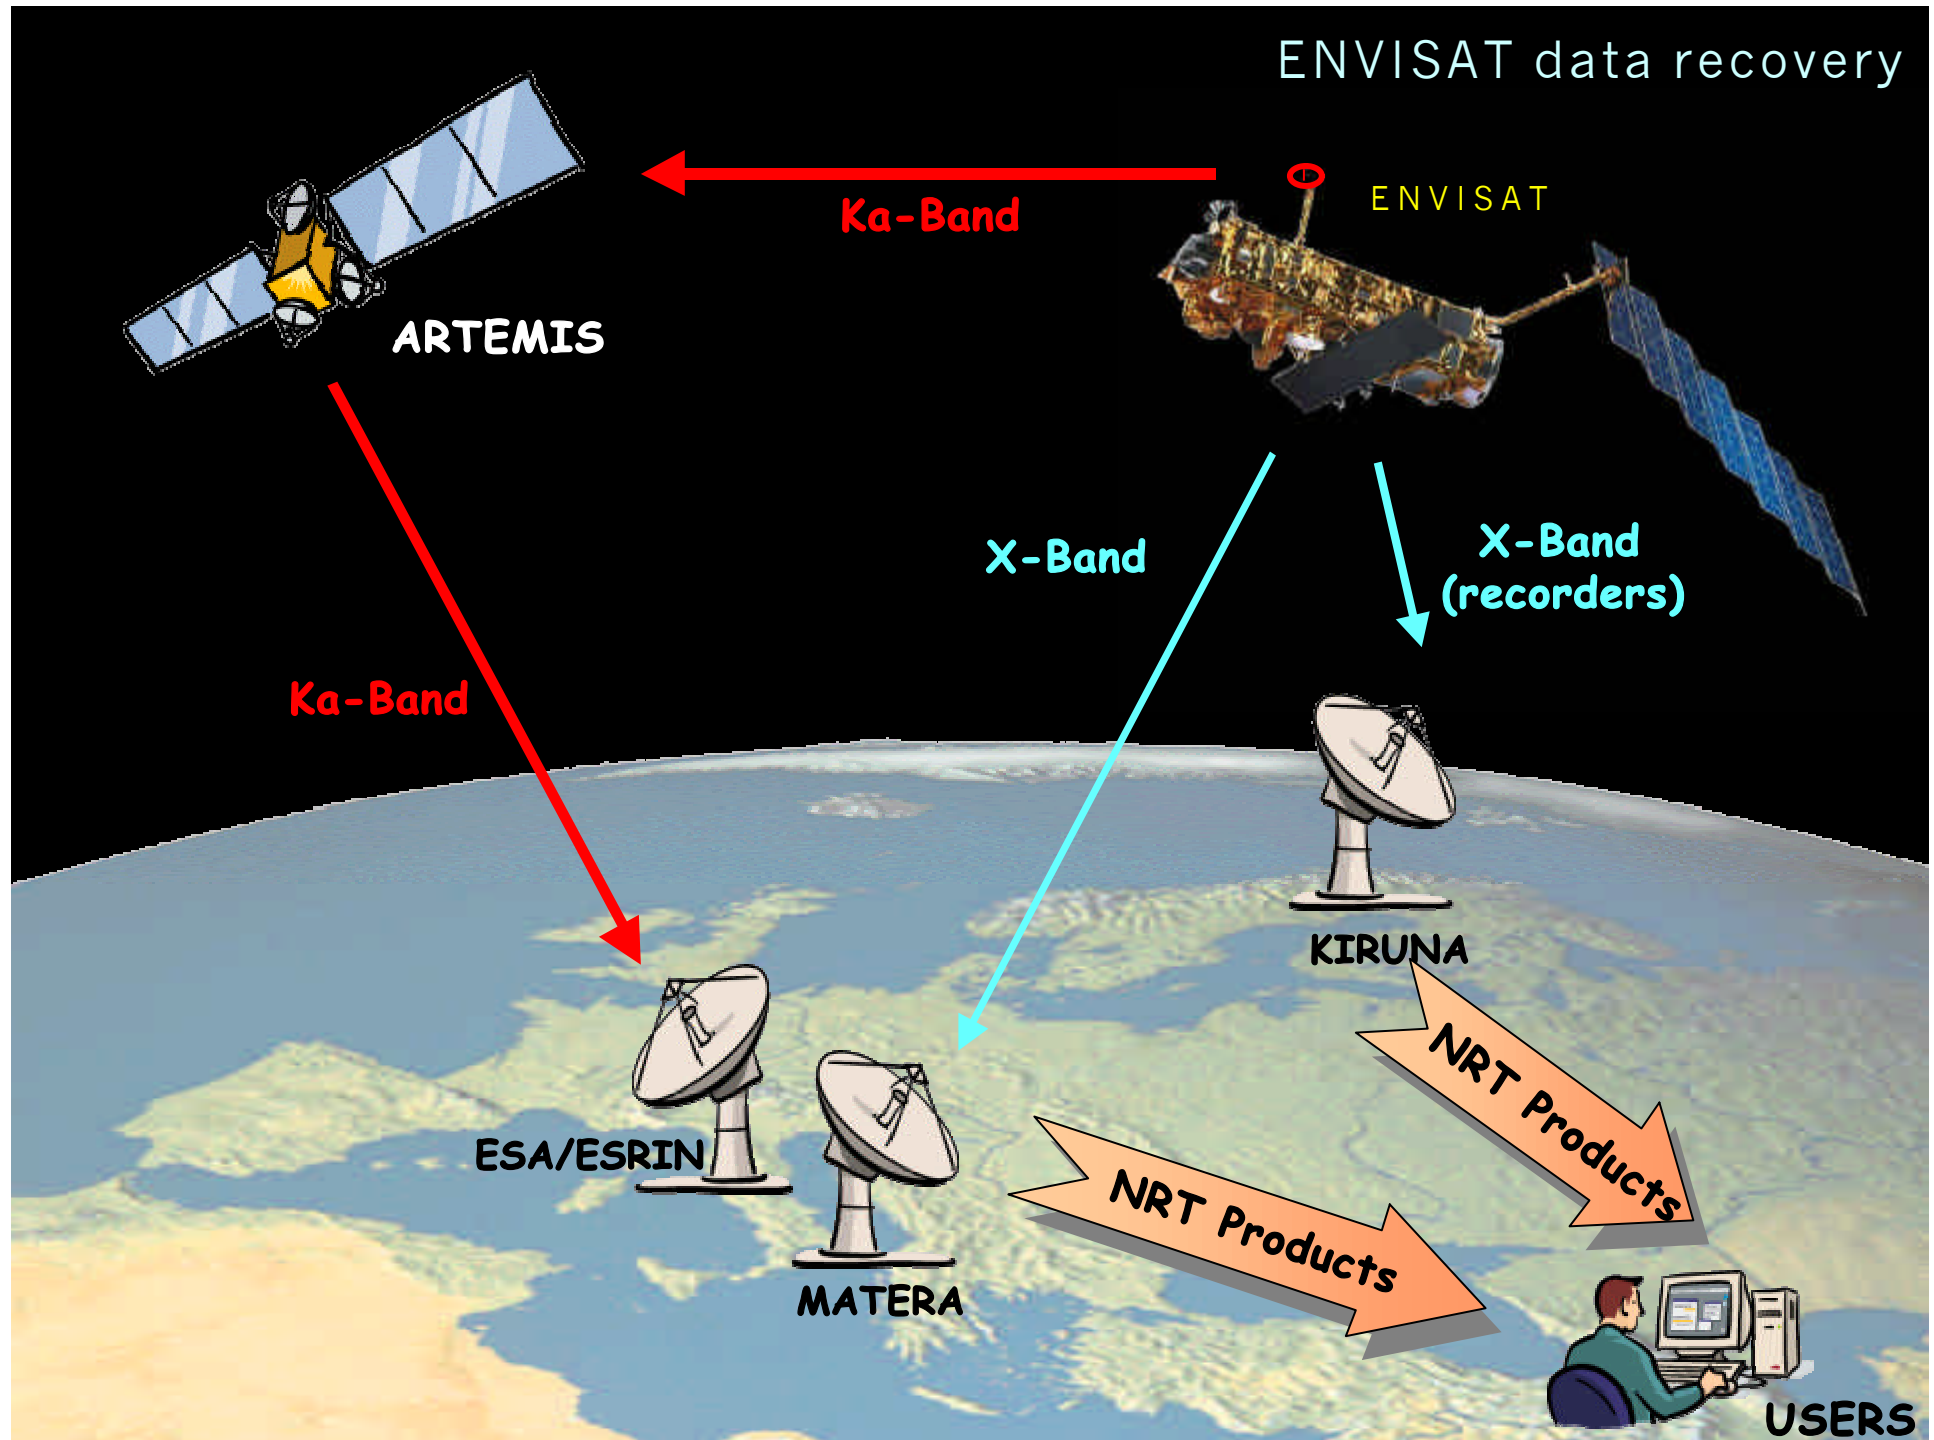 ENVISAT data recovery
ENVISAT
Ka-Band
ARTEMIS
X-Band
X-Band
(recorders)
Ka-Band
KIRUNA
NRT Products
ESA/ESRIN
NRT Products
MATERA
USERS